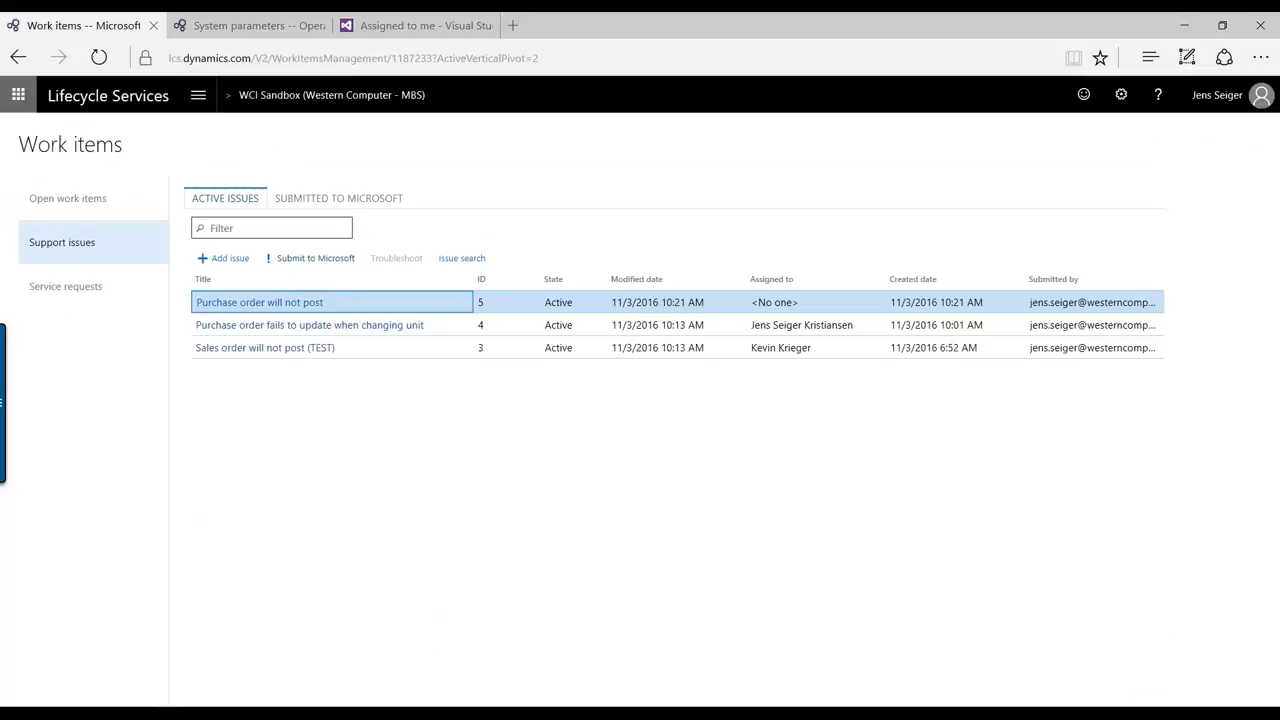 Work items -- Microsoft
System parameters -- Opera
Assigned to me - Visual Stu
lcs.dynamics.com/V2/WorkItemsManagement/1187233?ActiveVerticalPivot=2
Lifecycle Services > WCI Sandbox (Western Computer - MBS) ? Jens Seiger
Work items
Open work items
Support issues
Service requests
ACTIVE ISSUES SUBMITTED TO MICROSOFT
Filter
+ Add issue ! Submit to Microsoft Troubleshoot Issue search
Title ID State Modified date Assigned to Created date Submitted by
Purchase order will not post 5 Active 11/3/2016 10:21 AM <No one> 11/3/2016 10:21 AM jens.seiger@westerncomp...
Purchase order fails to update when changing unit 4 Active 11/3/2016 10:13 AM Jens Seiger Kristiansen 11/3/2016 10:01 AM jens.seiger@westerncomp...
Sales order will not post (TEST) 3 Active 11/3/2016 10:13 AM Kevin Krieger 11/3/2016 6:52 AM jens.seiger@westerncomp...